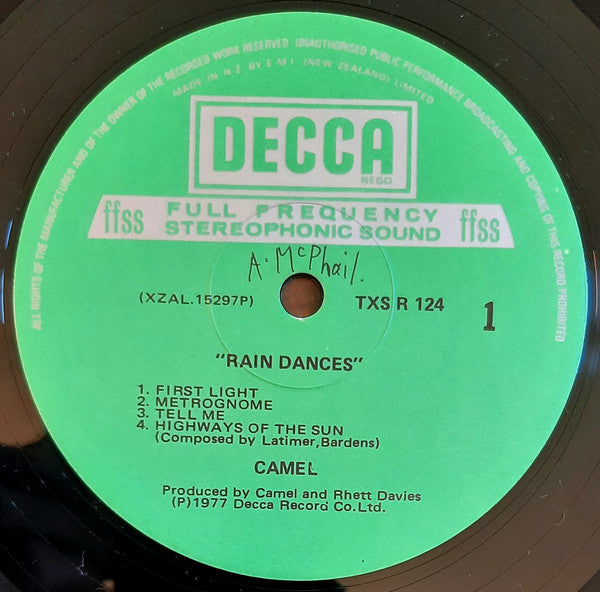 ALL RIGHTS OF THE MANUFACTURER AND OF THE OWNER OF THE RECORDED WORK RESERVED UNAUTHORISED PUBLIC PERFORMANCE BROADCASTING AND COPYING OF THIS RECORD PROHIBITED
MADE IN N.Z. BY E.M.I. (NEW ZEALAND) LIMITED
DECCA
REGD
ffss FULL FREQUENCY ffss
STEREOPHONIC SOUND
A. McPhail.
(XZAL.15297P) TXS R 124 1
"RAIN DANCES"
1. FIRST LIGHT
2. METROGNOME
3. TELL ME
4. HIGHWAYS OF THE SUN
(Composed by Latimer,Bardens)
CAMEL
Produced by Camel and Rhett Davies
(P)1977 Decca Record Co.Ltd.